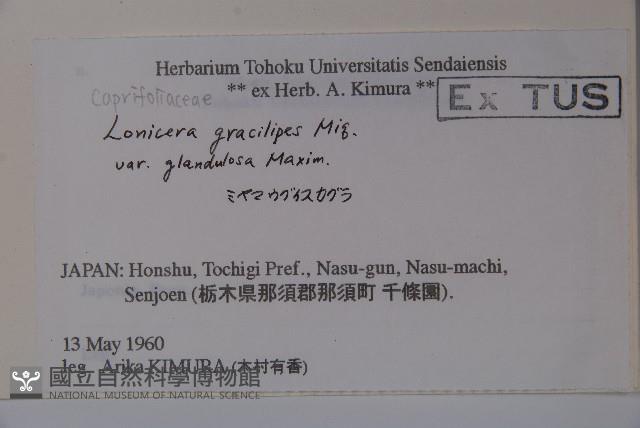 Herbarium Tohoku Universitatis Sendaiensis
** ex Herb. A. Kimura **
Ex TUS
Caprifoliaceae
Lonicera gracilipes Miq.
var. glandulosa Maxim.
ミヤマウグイスカグラ
JAPAN: Honshu, Tochigi Pref., Nasu-gun, Nasu-machi,
Senjoen (栃木県那須郡那須町 千條園).
13 May 1960
leg. Arika KIMURA (木村有香)
國立自然科學博物館
NATIONAL MUSEUM OF NATURAL SCIENCE